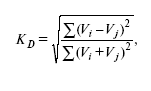 K_D = √(∑(V_i − V_j)² / ∑(V_i + V_j)²),